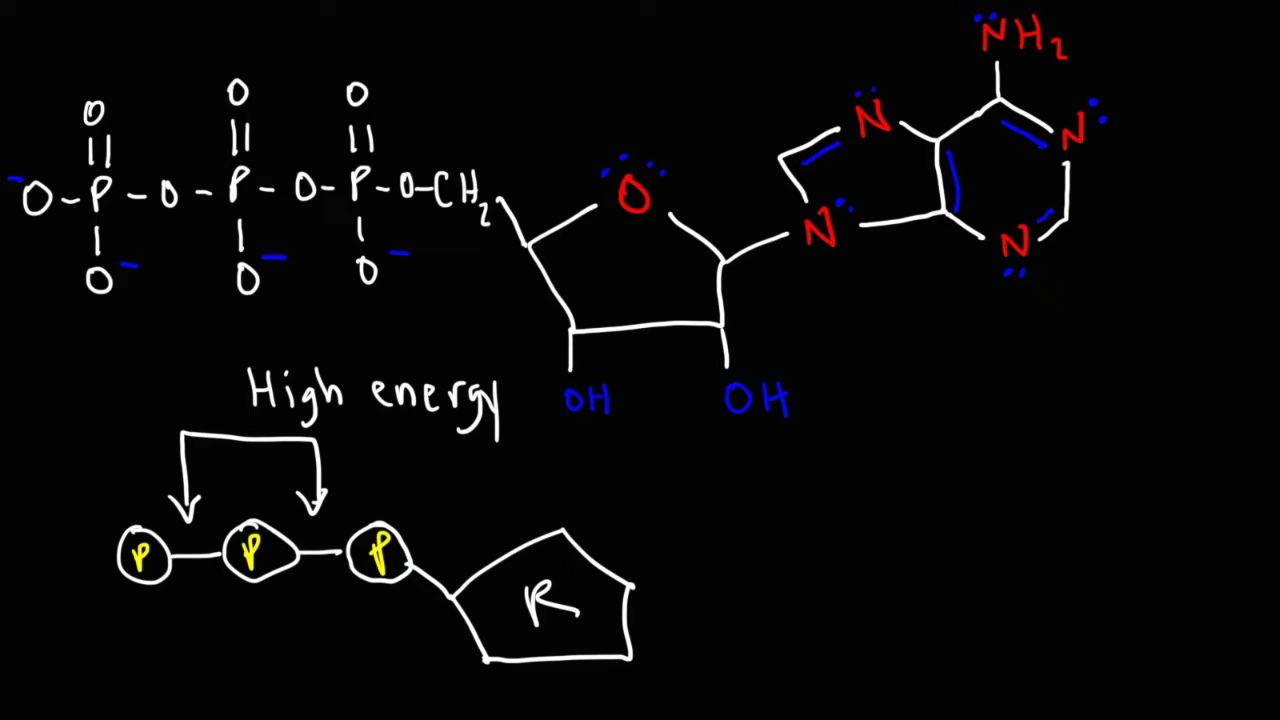 NH2
O O O
N N
-O-P-O-P-O-P-O-CH2 O
N N
O- O- O-
High energy OH OH
P P P
R